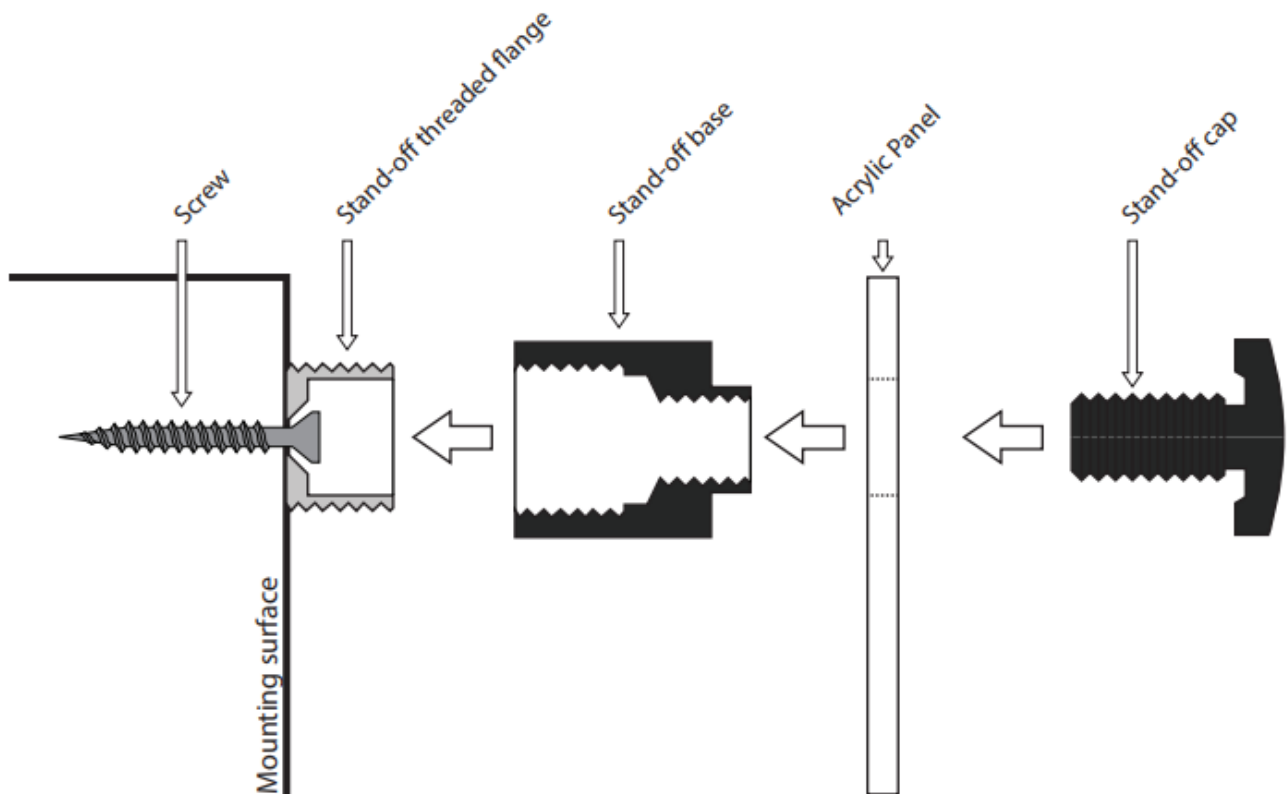 Screw
Stand-off threaded flange
Stand-off base
Acrylic Panel
Stand-off cap
Mounting surface